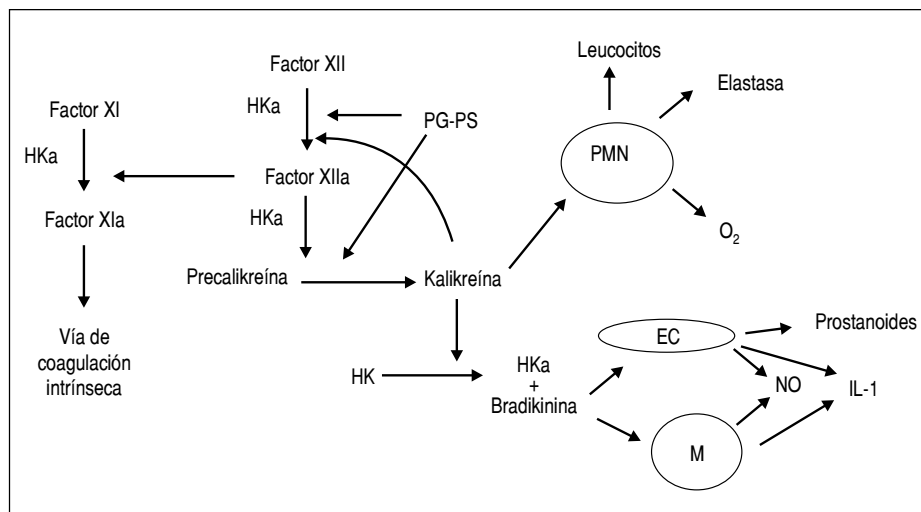 Leucocitos
Factor XII
Elastasa
HKa
Factor XI
PG-PS
HKa
PMN
Factor XIIa
HKa
Factor XIa
O2
Precalikreína
Kalikreína
Vía de
coagulación
intrínseca
EC
Prostanoides
HK
HKa
+
Bradikinina
NO
IL-1
M